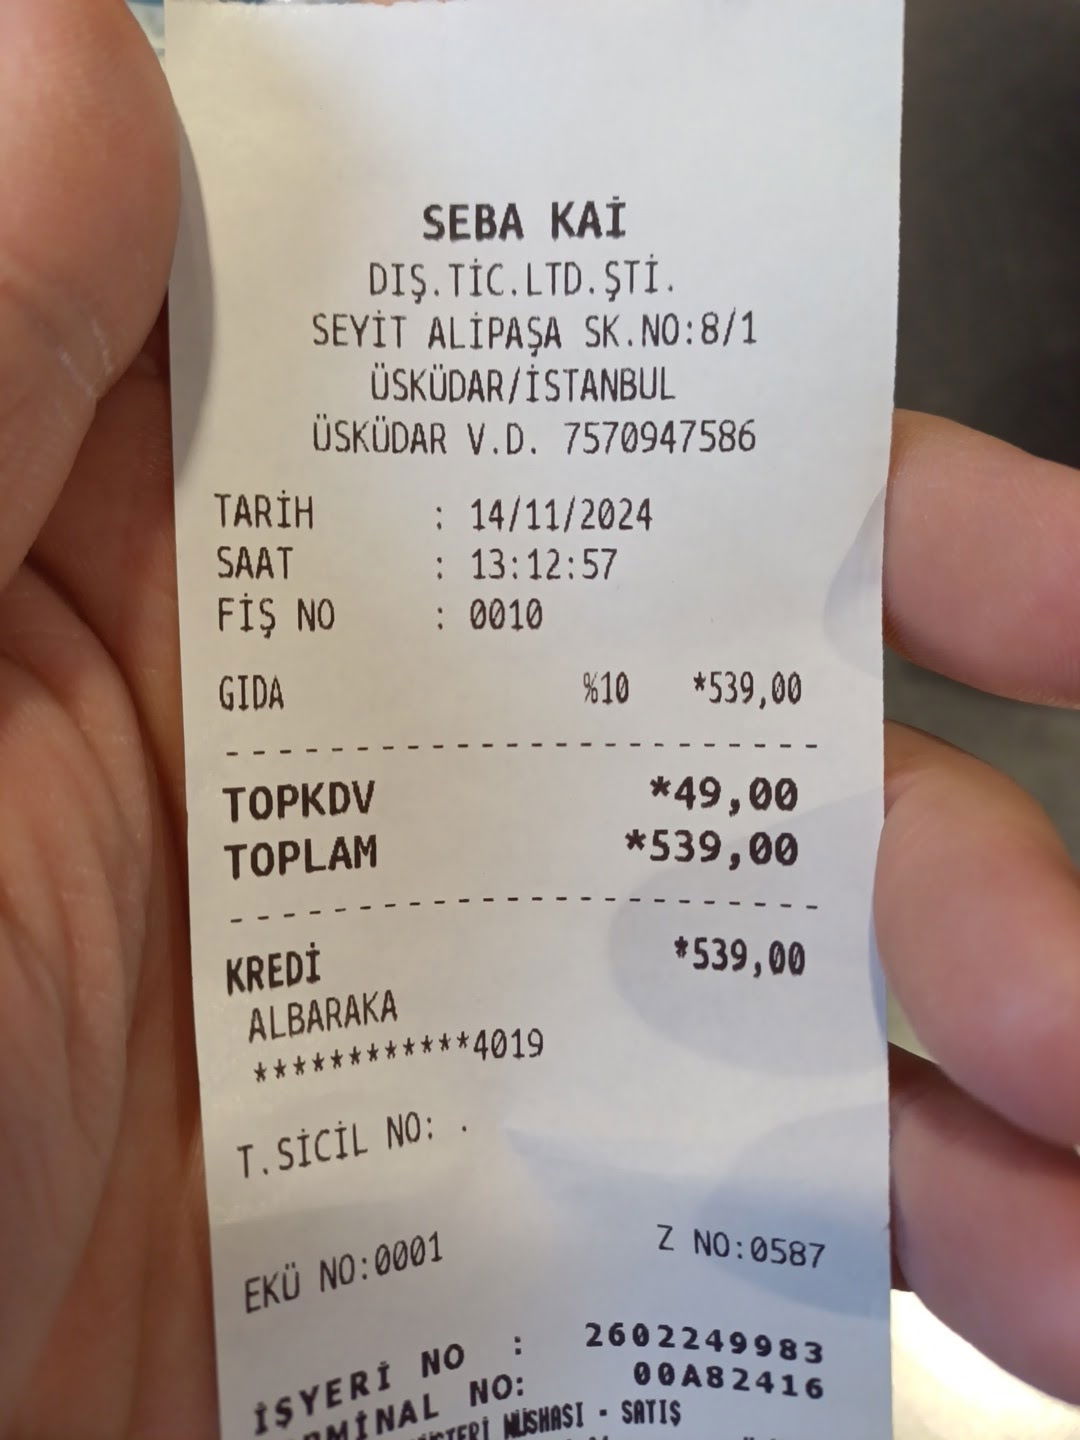 SEBA KAİ
DIŞ.TİC.LTD.ŞTİ.
SEYİT ALİPAŞA SK.NO:8/1
ÜSKÜDAR/İSTANBUL
ÜSKÜDAR V.D. 7570947586
TARİH : 14/11/2024
SAAT : 13:12:57
FİŞ NO : 0010
GIDA %10 *539,00
TOPKDV *49,00
TOPLAM *539,00
KREDİ *539,00
ALBARAKA
************4019
T.SİCİL NO: .
EKÜ NO:0001 Z NO:0587
İŞYERİ NO : 2602249983
NO: 00A82416
NÜSHASI - SATIŞ